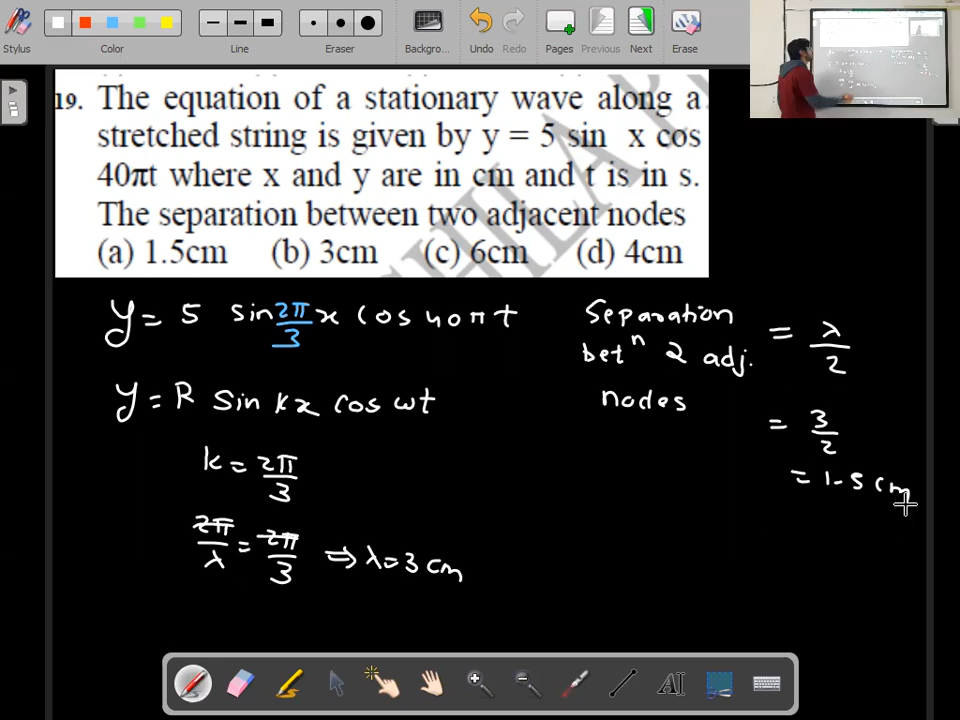 Stylus
Color
Line
Eraser
Backgro...
Undo
Redo
Pages
Previous
Next
Erase
19. The equation of a stationary wave along a
stretched string is given by y = 5 sin x cos
40πt where x and y are in cm and t is in s.
The separation between two adjacent nodes
(a) 1.5cm (b) 3cm (c) 6cm (d) 4cm
y = 5 sin 2π/3 x cos 40πt
y = R sin kx cos ωt
k = 2π/3
2π/λ = 2π/3 ⇒ λ = 3 cm
Separation
betⁿ 2 adj.
nodes
= λ/2
= 3/2
= 1.5 cm
AI